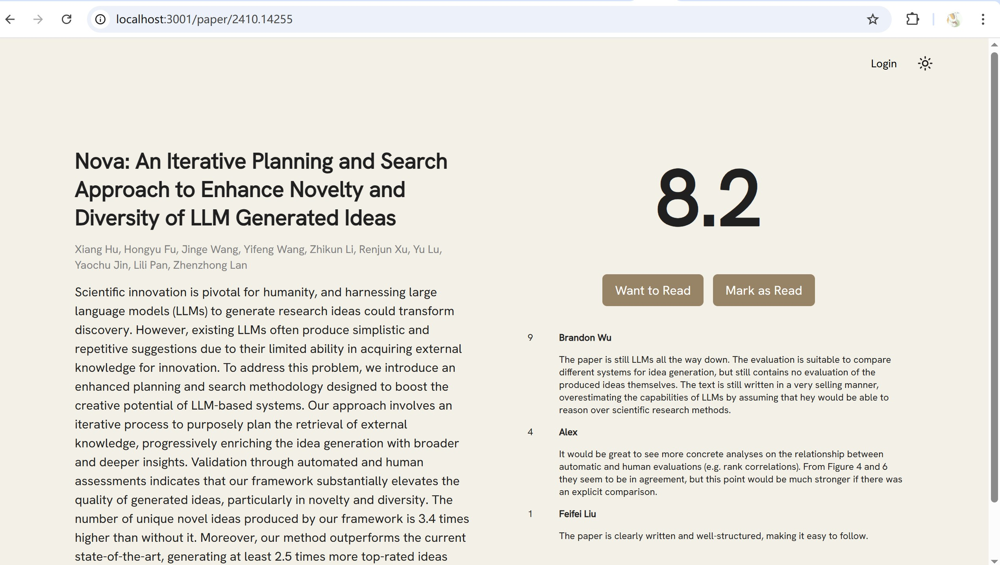 localhost:3001/paper/2410.14255
Login
Nova: An Iterative Planning and Search
Approach to Enhance Novelty and
Diversity of LLM Generated Ideas
Xiang Hu, Hongyu Fu, Jinge Wang, Yifeng Wang, Zhikun Li, Renjun Xu, Yu Lu,
Yaochu Jin, Lili Pan, Zhenzhong Lan
Scientific innovation is pivotal for humanity, and harnessing large
language models (LLMs) to generate research ideas could transform
discovery. However, existing LLMs often produce simplistic and
repetitive suggestions due to their limited ability in acquiring external
knowledge for innovation. To address this problem, we introduce an
enhanced planning and search methodology designed to boost the
creative potential of LLM-based systems. Our approach involves an
iterative process to purposely plan the retrieval of external
knowledge, progressively enriching the idea generation with broader
and deeper insights. Validation through automated and human
assessments indicates that our framework substantially elevates the
quality of generated ideas, particularly in novelty and diversity. The
number of unique novel ideas produced by our framework is 3.4 times
higher than without it. Moreover, our method outperforms the current
state-of-the-art, generating at least 2.5 times more top-rated ideas
8.2
Want to Read
Mark as Read
9 Brandon Wu
The paper is still LLMs all the way down. The evaluation is suitable to compare
different systems for idea generation, but still contains no evaluation of the
produced ideas themselves. The text is still written in a very selling manner,
overestimating the capabilities of LLMs by assuming that hey would be able to
reason over scientific research methods.
4 Alex
It would be great to see more concrete analyses on the relationship between
automatic and human evaluations (e.g. rank correlations). From Figure 4 and 6
they seem to be in agreement, but this point would be much stronger if there was
an explicit comparison.
1 Feifei Liu
The paper is clearly written and well-structured, making it easy to follow.